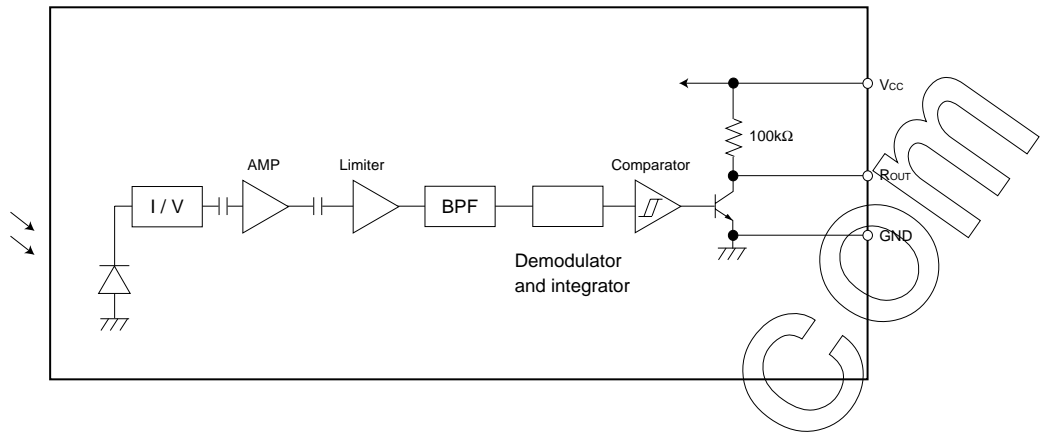 AMP
Limiter
Comparator
I / V
BPF
Demodulator
and integrator
100kΩ
Vcc
ROUT
GND
com